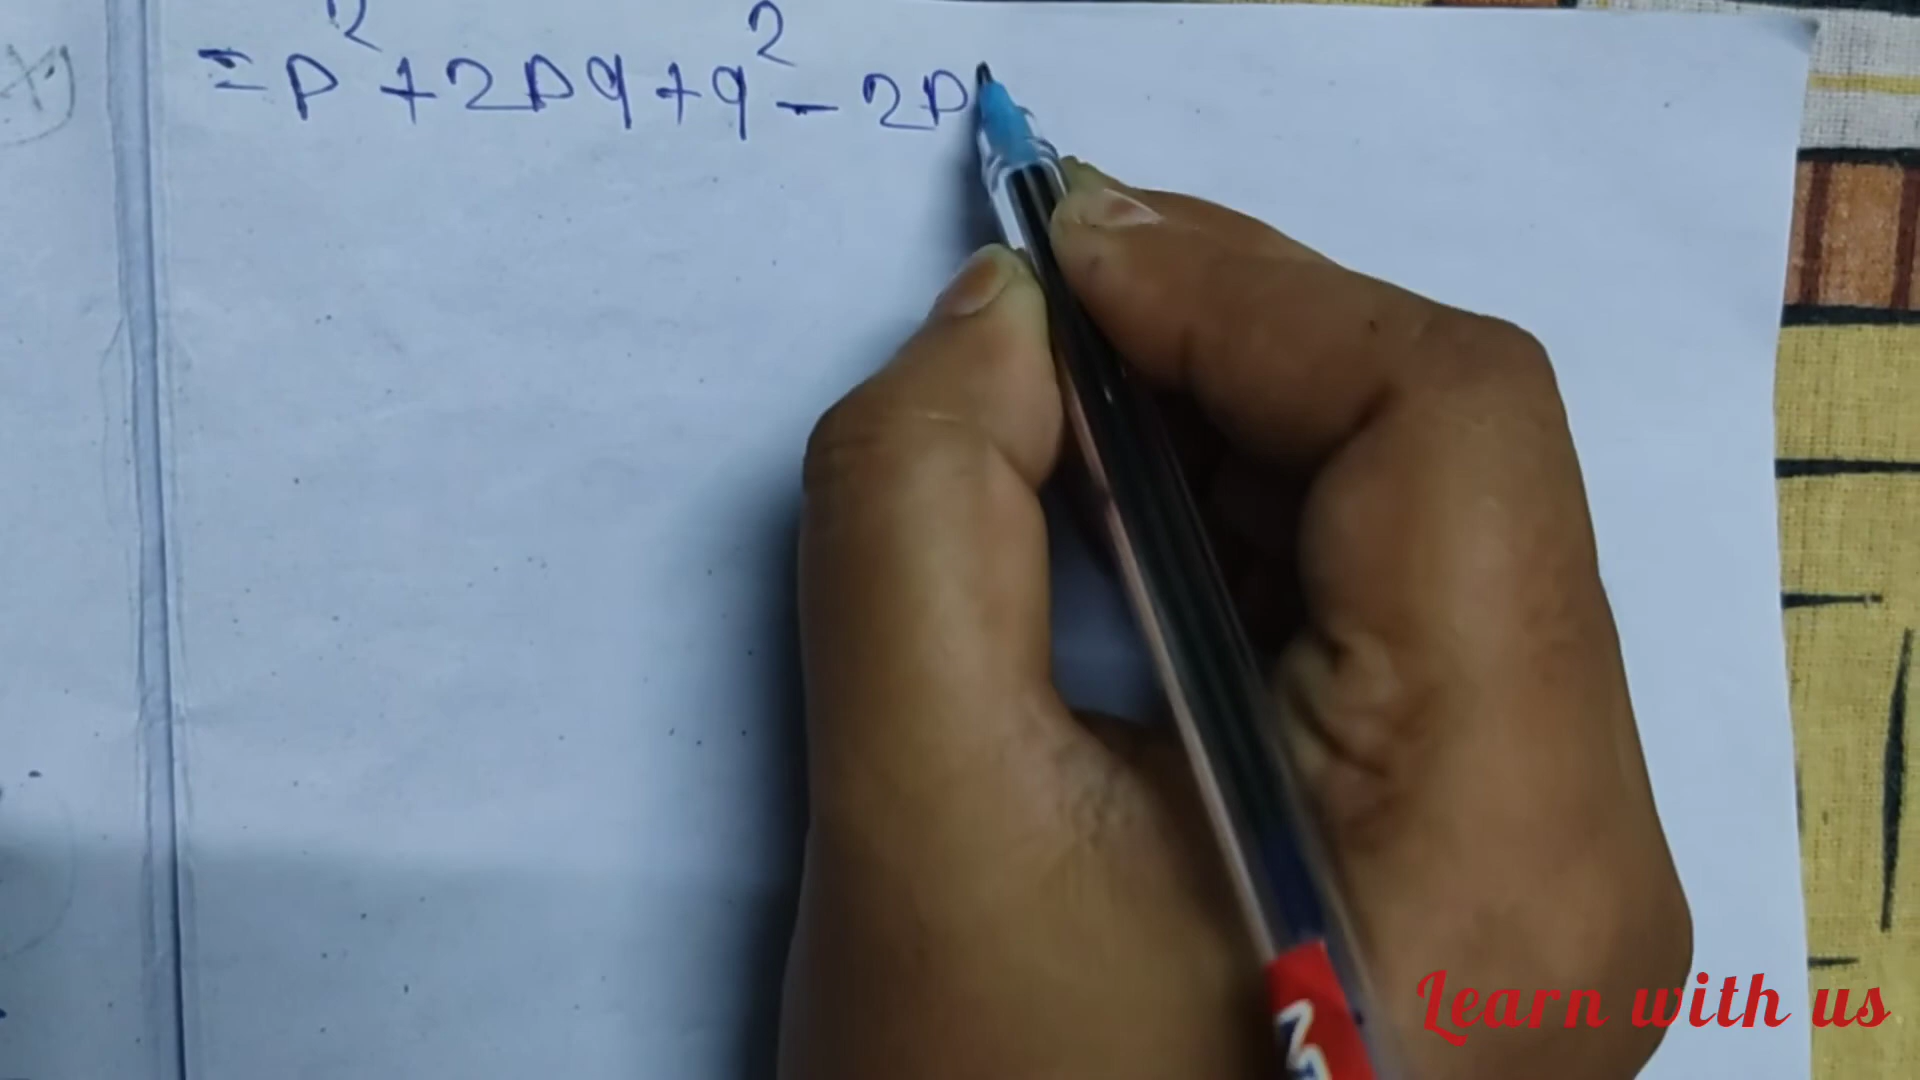 = p² + 2pq + q² - 2p
Learn with us